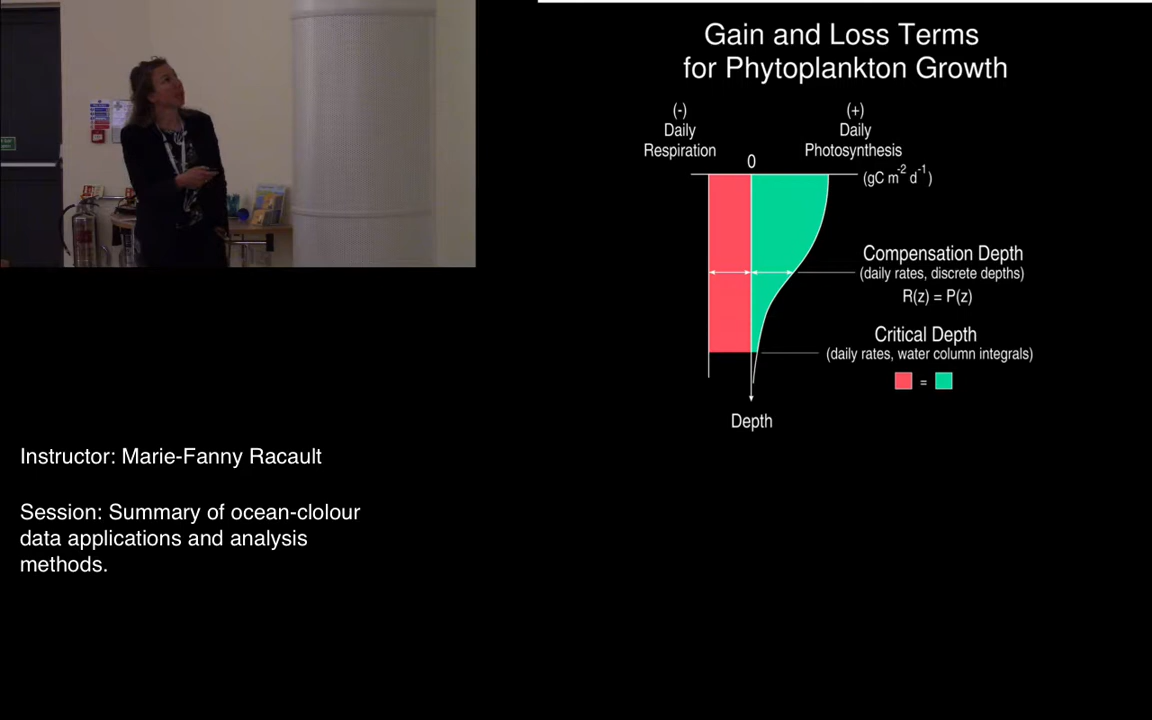 Gain and Loss Terms
for Phytoplankton Growth
(-)
Daily
Respiration
0
(+)
Daily
Photosynthesis
(gC m-2 d-1)
Compensation Depth
(daily rates, discrete depths)
R(z) = P(z)
Critical Depth
(daily rates, water column integrals)
=
Depth
Instructor: Marie-Fanny Racault
Session: Summary of ocean-clolour
data applications and analysis
methods.